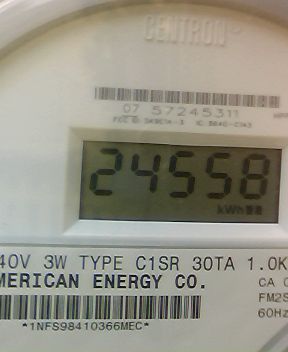 CENTRON
07 57245311
24558
kWh
40V 3W TYPE C1SR 30TA 1.0K
MERICAN ENERGY CO.
CA 0
FM2S
60Hz
*1NFS98410366MEC*